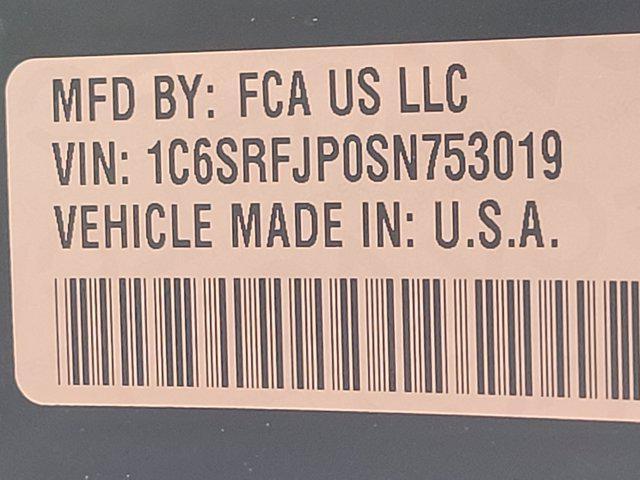 MFD BY: FCA US LLC
VIN: 1C6SRFJP0SN753019
VEHICLE MADE IN: U.S.A.